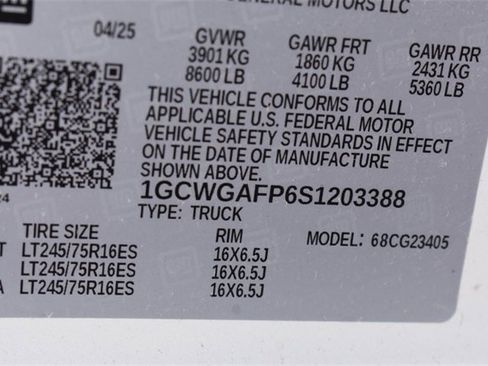 GENERAL MOTORS LLC
04/25 GVWR GAWR FRT GAWR RR
3901 KG 1860 KG 2431 KG
8600 LB 4100 LB 5360 LB
THIS VEHICLE CONFORMS TO ALL
APPLICABLE U.S. FEDERAL MOTOR
VEHICLE SAFETY STANDARDS IN EFFECT
ON THE DATE OF MANUFACTURE
SHOWN ABOVE.
1GCWGAFP6S1203388
TYPE: TRUCK
TIRE SIZE RIM MODEL: 68CG23405
LT245/75R16ES 16X6.5J
LT245/75R16ES 16X6.5J
LT245/75R16ES 16X6.5J